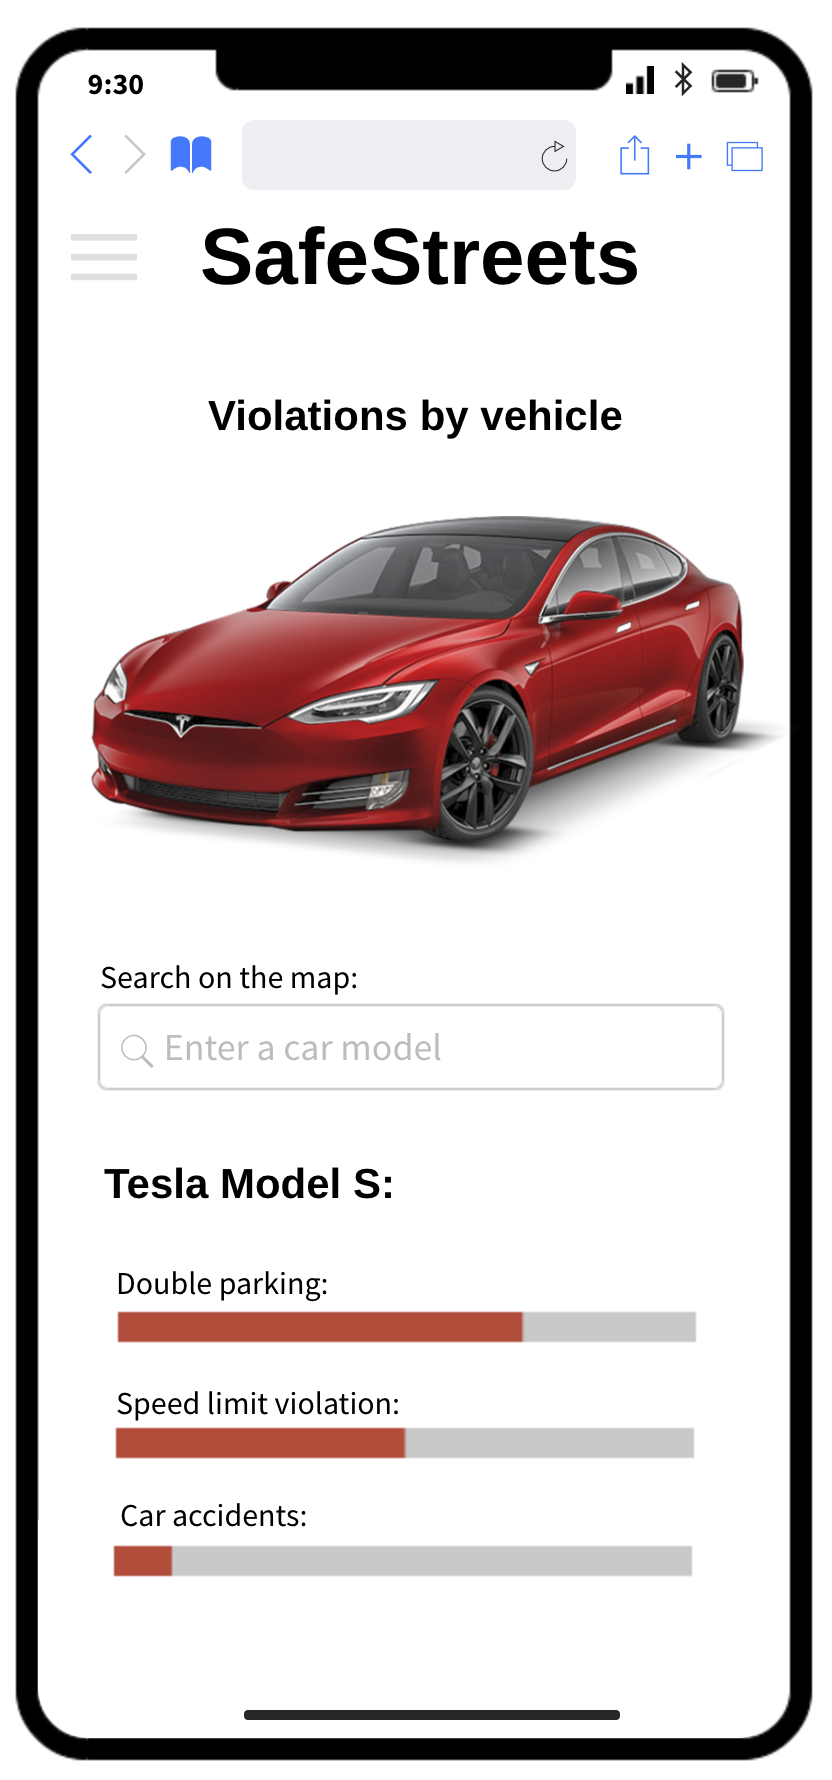 9:30
SafeStreets
Violations by vehicle
Search on the map:
Enter a car model
Tesla Model S:
Double parking:
Speed limit violation:
Car accidents: